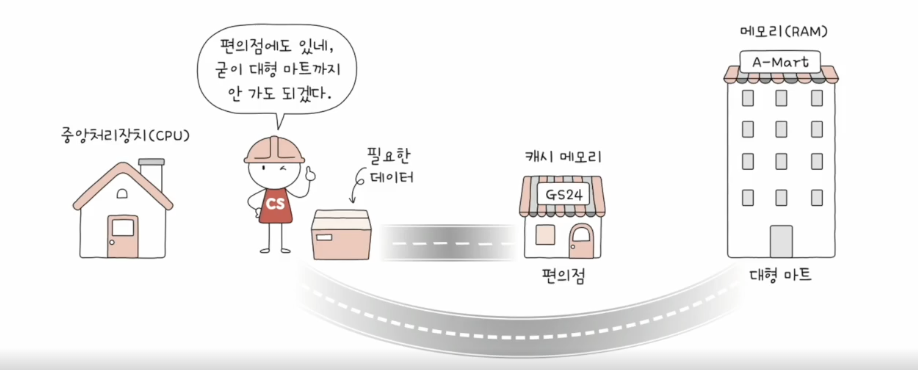 메모리(RAM)
A-Mart
편의점에도 있네,
굳이 대형 마트까지
안 가도 되겠다.
중앙처리장치(CPU)
필요한
데이터
캐시 메모리
GS24
CS
편의점
대형 마트